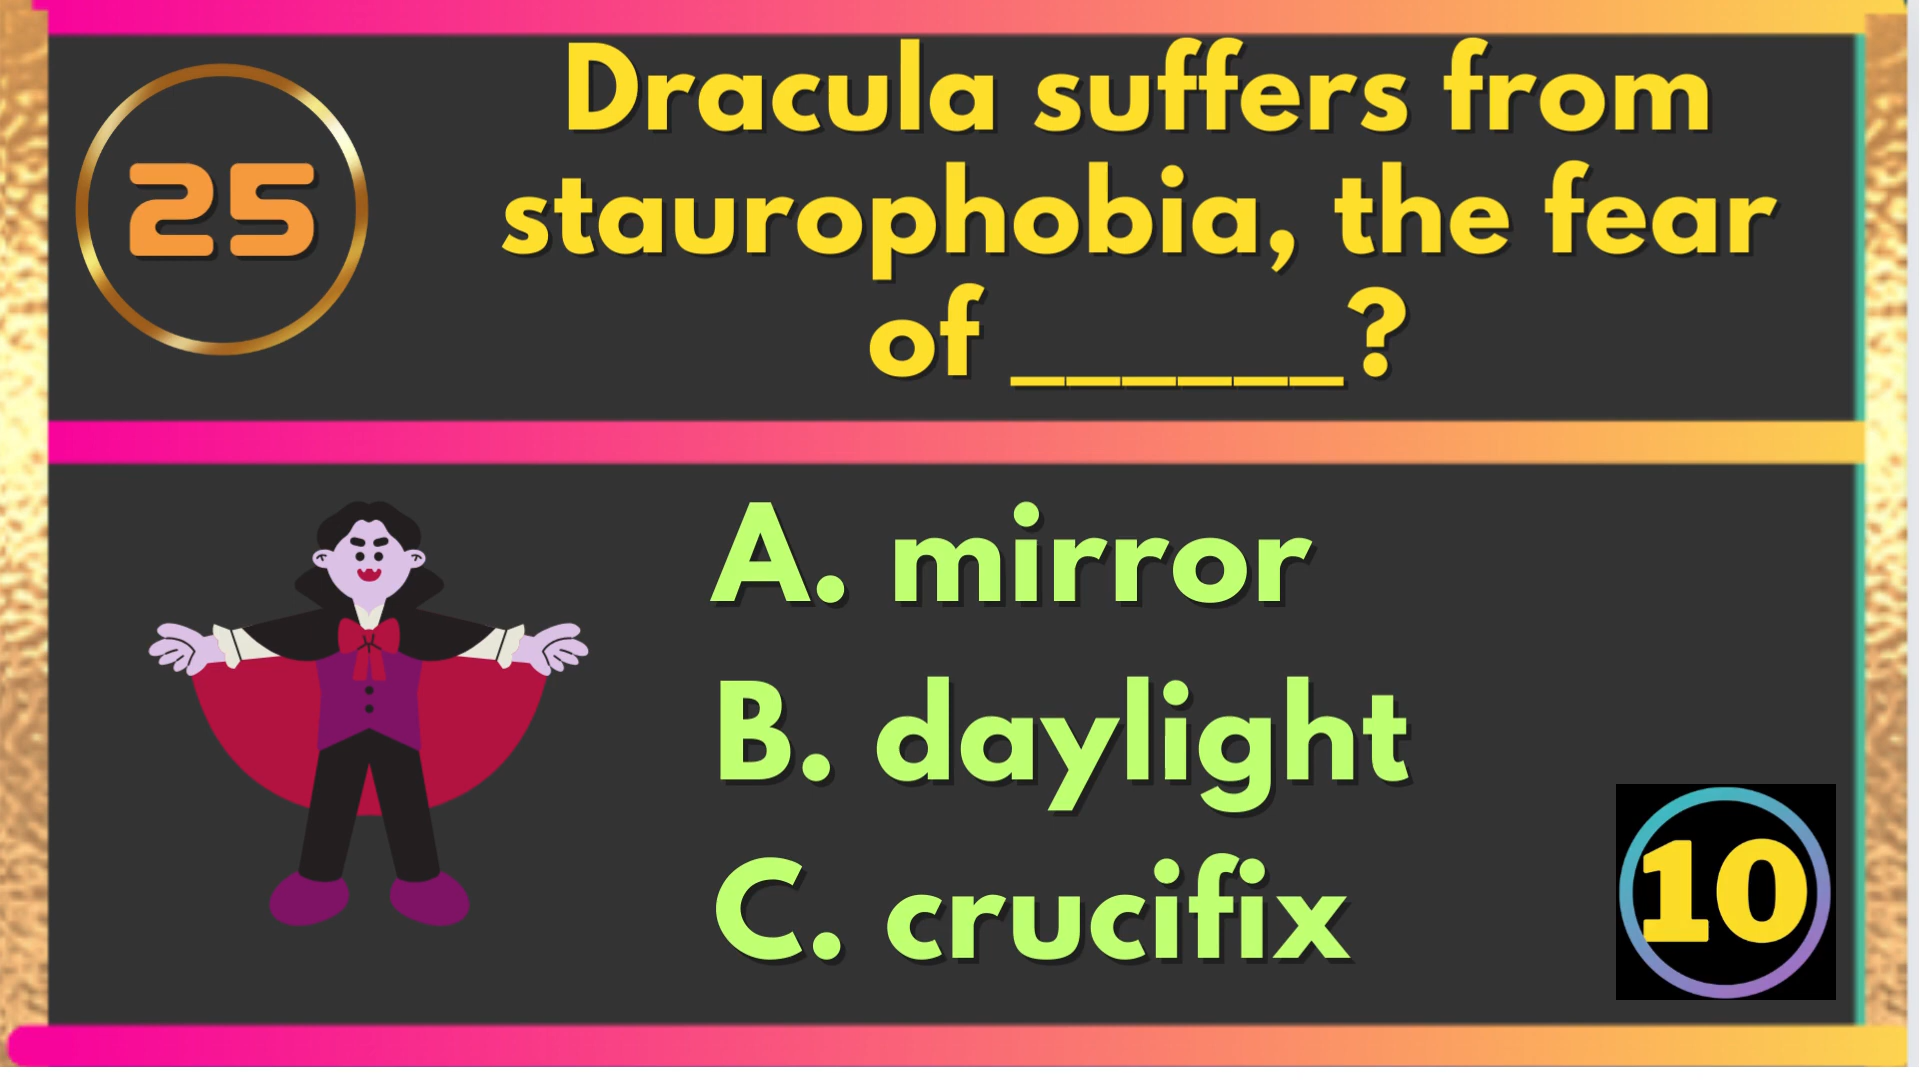 25
Dracula suffers from
staurophobia, the fear
of ______?
A. mirror
B. daylight
C. crucifix
10